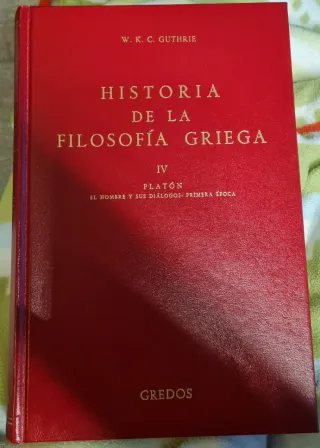 W. K. C. GUTHRIE
HISTORIA
DE LA
FILOSOFÍA GRIEGA
IV
PLATÓN
EL HOMBRE Y SUS DIÁLOGOS: PRIMERA ÉPOCA
GREDOS